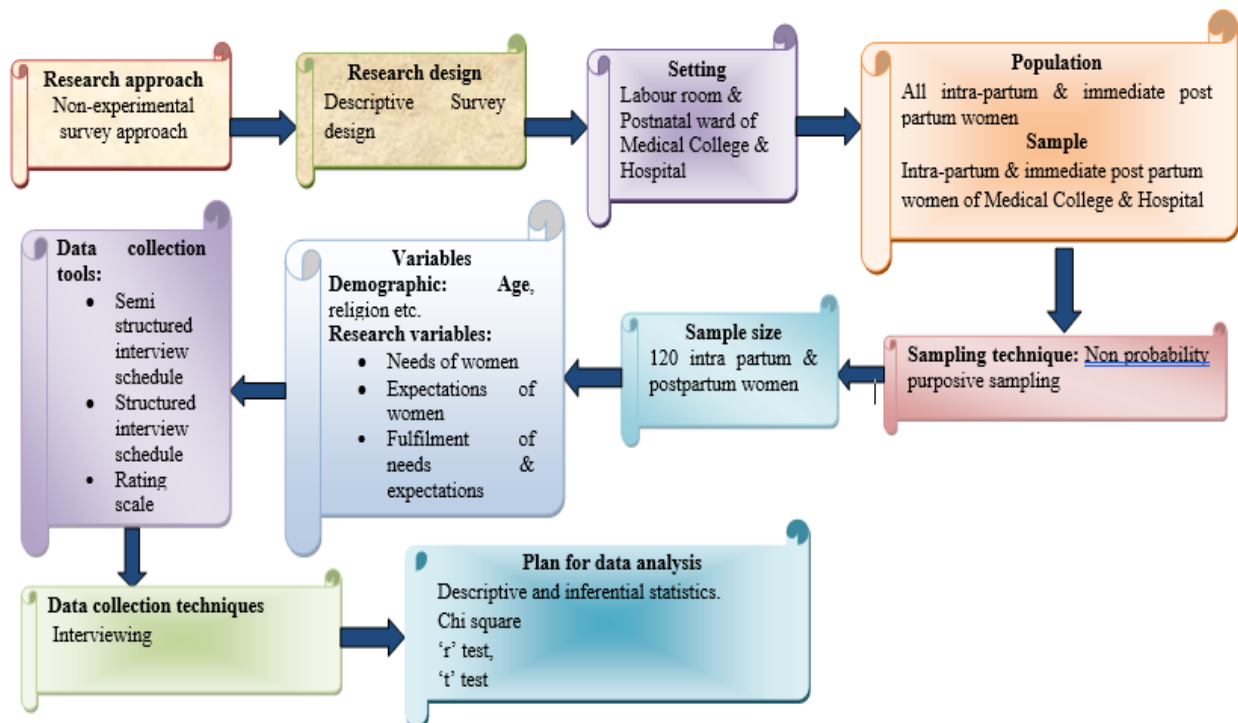 Research approach
Non-experimental
survey approach
Research design
Descriptive Survey
design
Setting
Labour room &
Postnatal ward of
Medical College &
Hospital
Population
All intra-partum & immediate post
partum women
Sample
Intra-partum & immediate post partum
women of Medical College & Hospital
Sampling technique: Non probability
purposive sampling
Sample size
120 intra partum &
postpartum women
Variables
Demographic: Age,
religion etc.
Research variables:
• Needs of women
• Expectations of
women
• Fulfilment of
needs &
expectations
Data collection
tools:
• Semi
structured
interview
schedule
• Structured
interview
schedule
• Rating
scale
Data collection techniques
Interviewing
Plan for data analysis
Descriptive and inferential statistics.
Chi square
‘r’ test,
‘t’ test